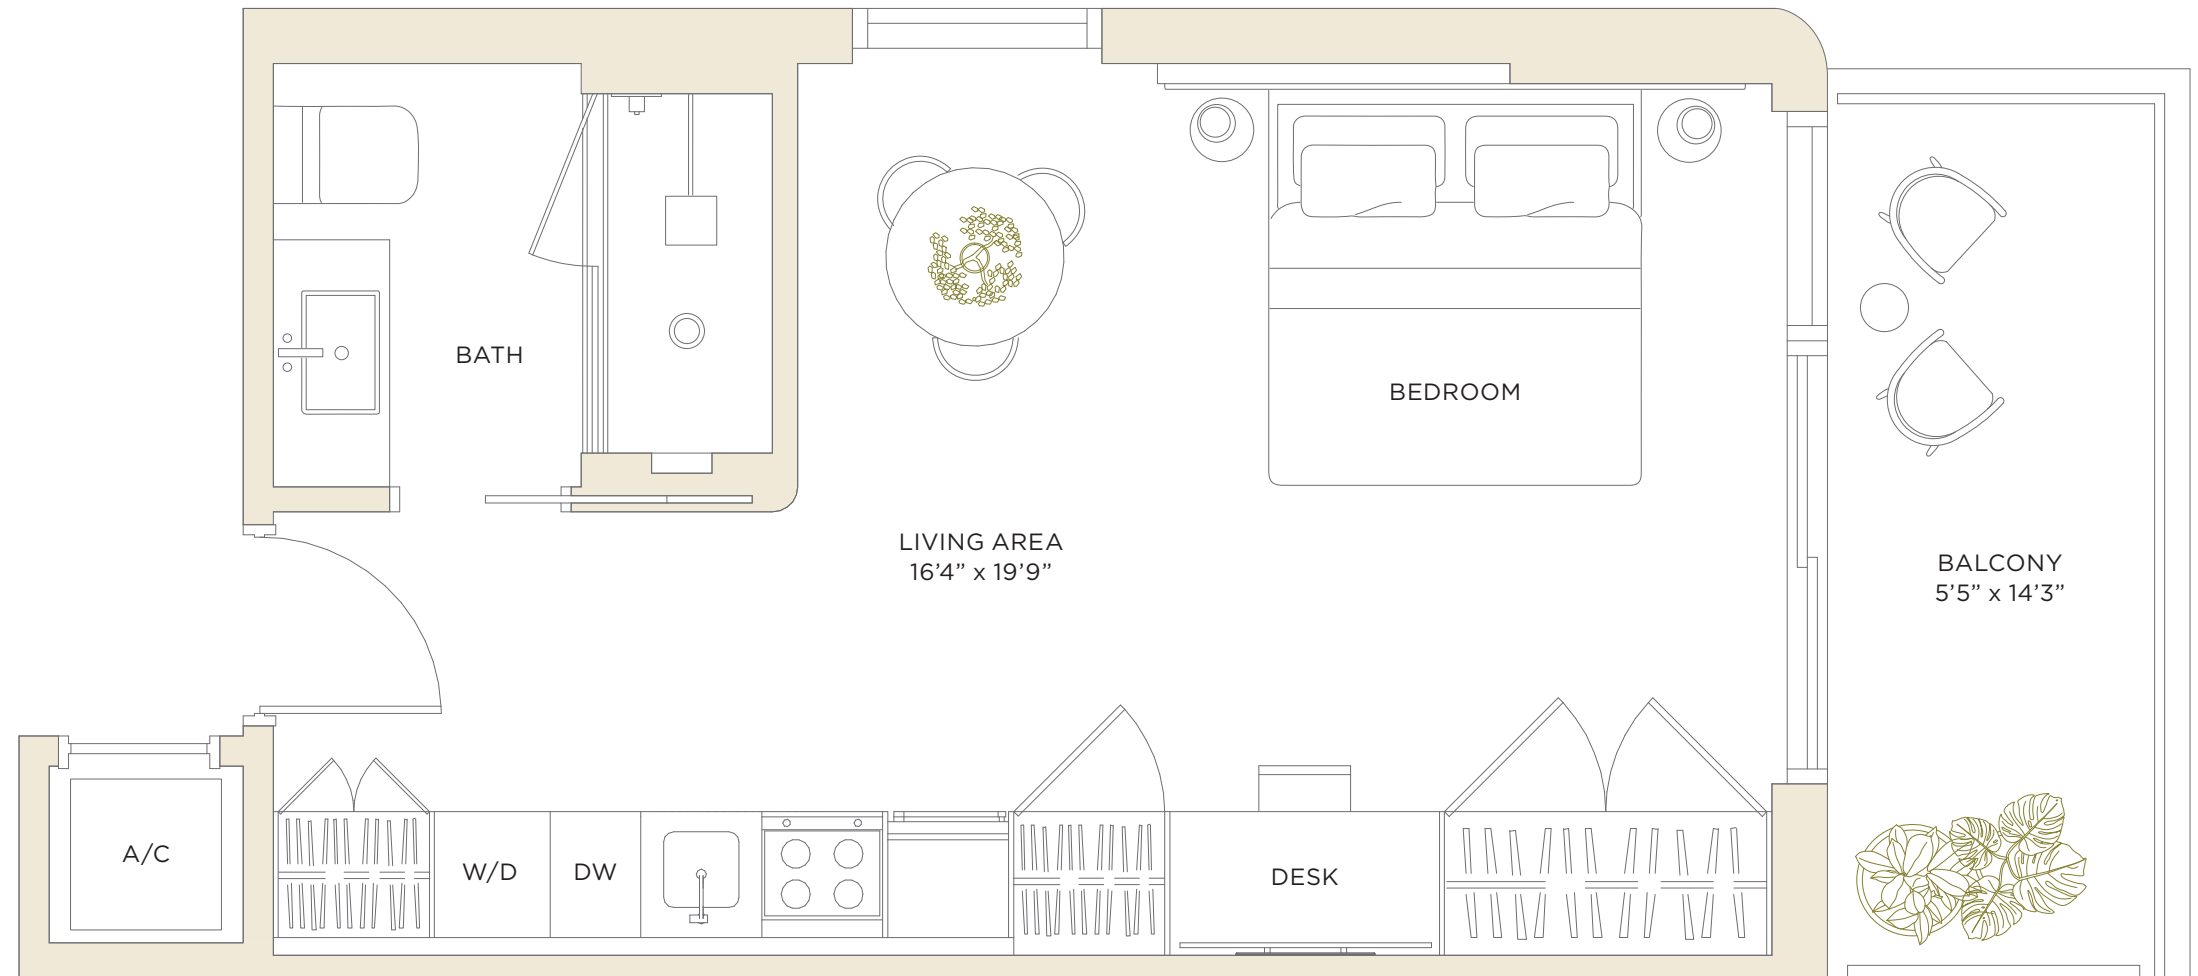 BATH
BEDROOM
LIVING AREA
16’4” x 19’9”
BALCONY
5’5” x 14’3”
A/C
W/D
DW
DESK